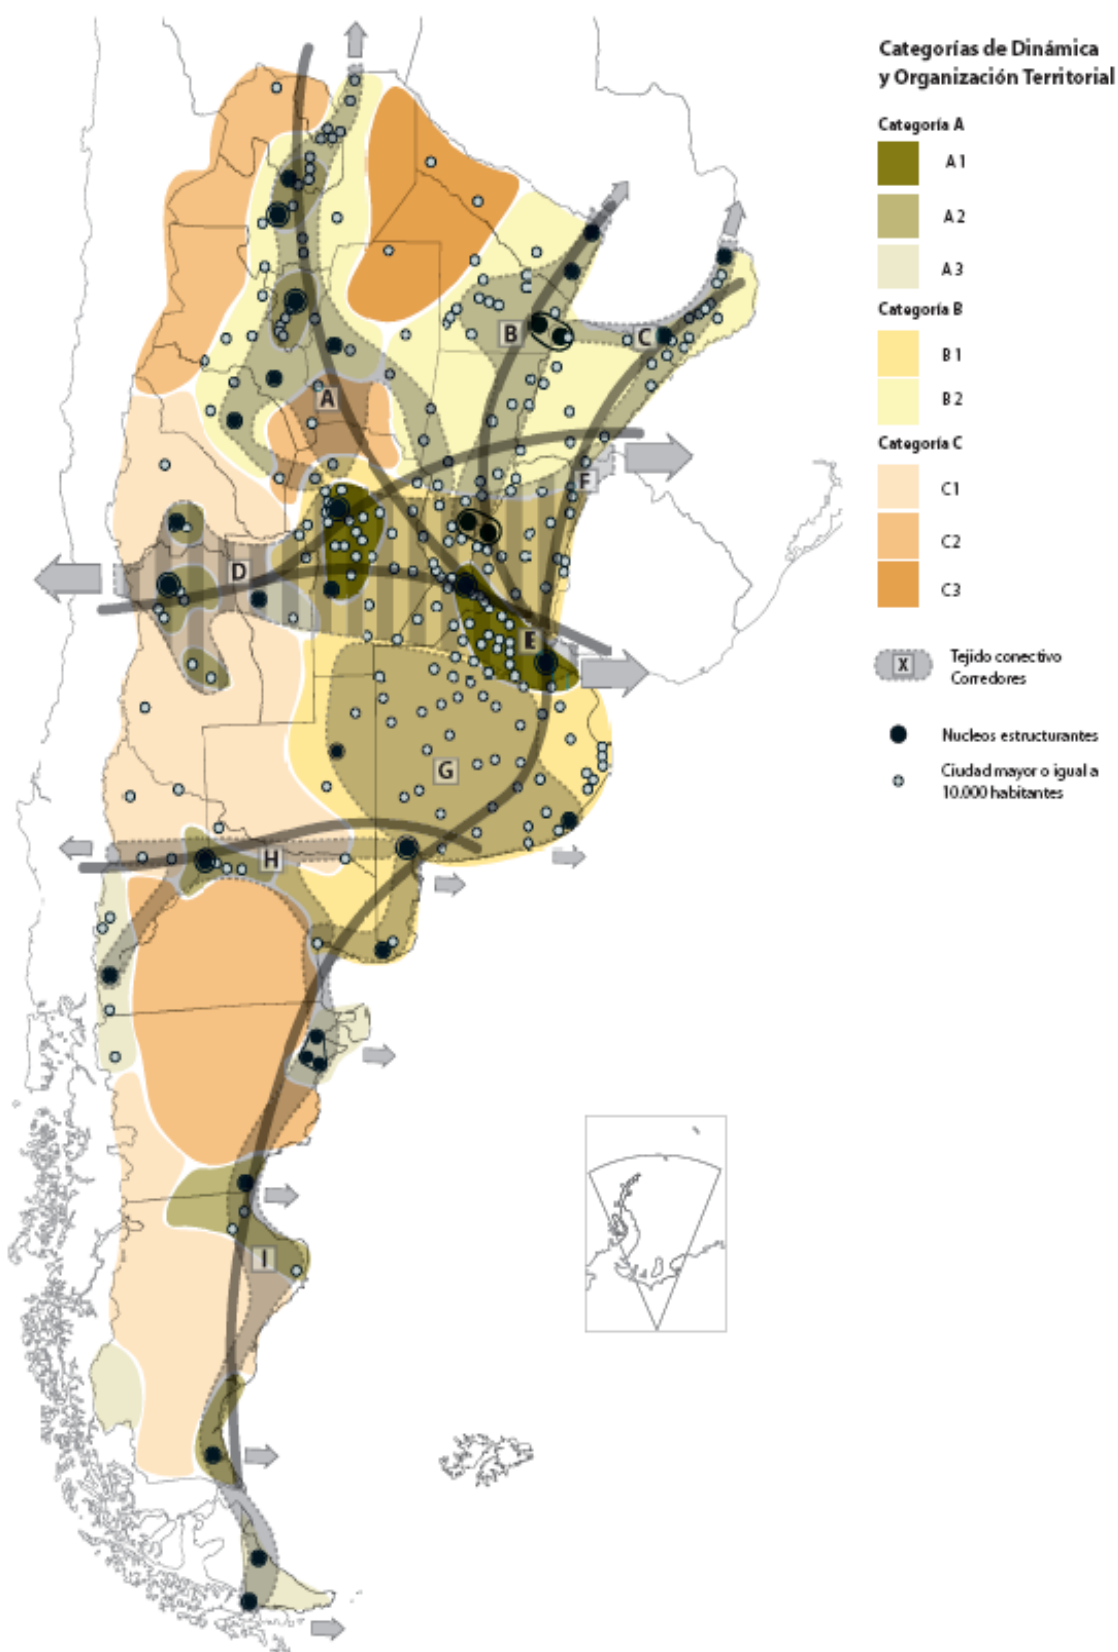 Categorías de Dinámica
y Organización Territorial
Categoría A
A 1
A 2
A 3
Categoría B
B 1
B 2
Categoría C
C1
C2
C3
X
Tejido conectivo
Corredores
Nucleos estructurantes
Ciudad mayor o igual a
10.000 habitantes
B
C
A
F
D
E
G
H
I